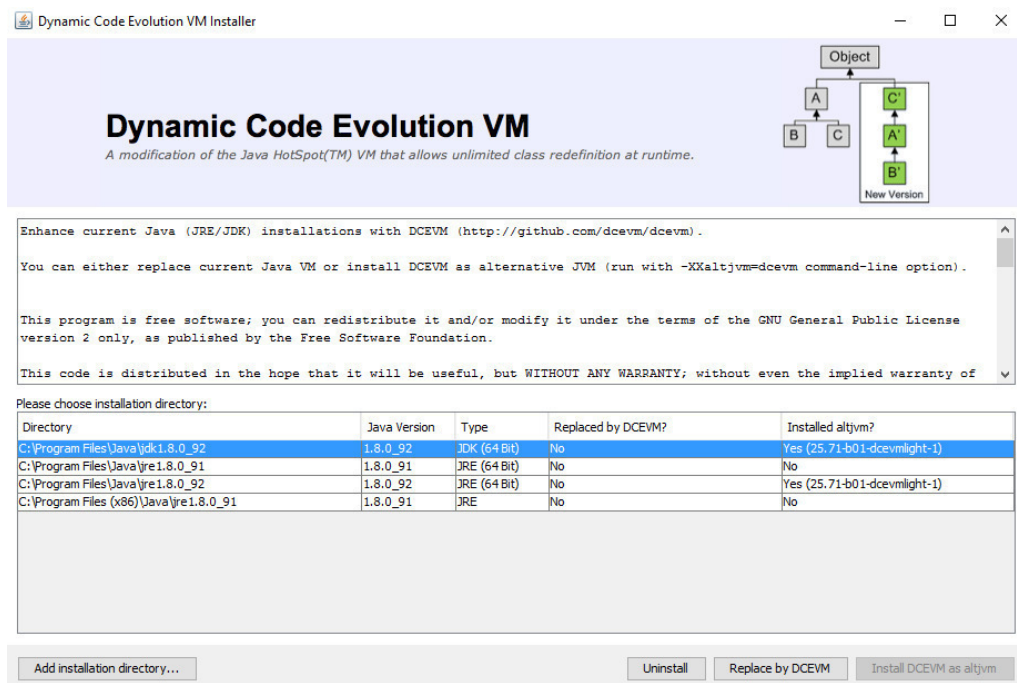 Dynamic Code Evolution VM Installer
Dynamic Code Evolution VM
A modification of the Java HotSpot(TM) VM that allows unlimited class redefinition at runtime.
Object
A
C'
B
C
A'
B'
New Version
Enhance current Java (JRE/JDK) installations with DCEVM (http://github.com/dcevm/dcevm).
You can either replace current Java VM or install DCEVM as alternative JVM (run with -XXaltjvm=dcevm command-line option).
This program is free software; you can redistribute it and/or modify it under the terms of the GNU General Public License
version 2 only, as published by the Free Software Foundation.
This code is distributed in the hope that it will be useful, but WITHOUT ANY WARRANTY; without even the implied warranty of
Please choose installation directory:
Directory Java Version Type Replaced by DCEVM? Installed altjvm?
C:\Program Files\Java\jdk1.8.0_92 1.8.0_92 JDK (64 Bit) No Yes (25.71-b01-dcevmlight-1)
C:\Program Files\Java\jre1.8.0_91 1.8.0_91 JRE (64 Bit) No No
C:\Program Files\Java\jre1.8.0_92 1.8.0_92 JRE (64 Bit) No Yes (25.71-b01-dcevmlight-1)
C:\Program Files (x86)\Java\jre1.8.0_91 1.8.0_91 JRE No No
Add installation directory... Uninstall Replace by DCEVM Install DCEVM as altjvm